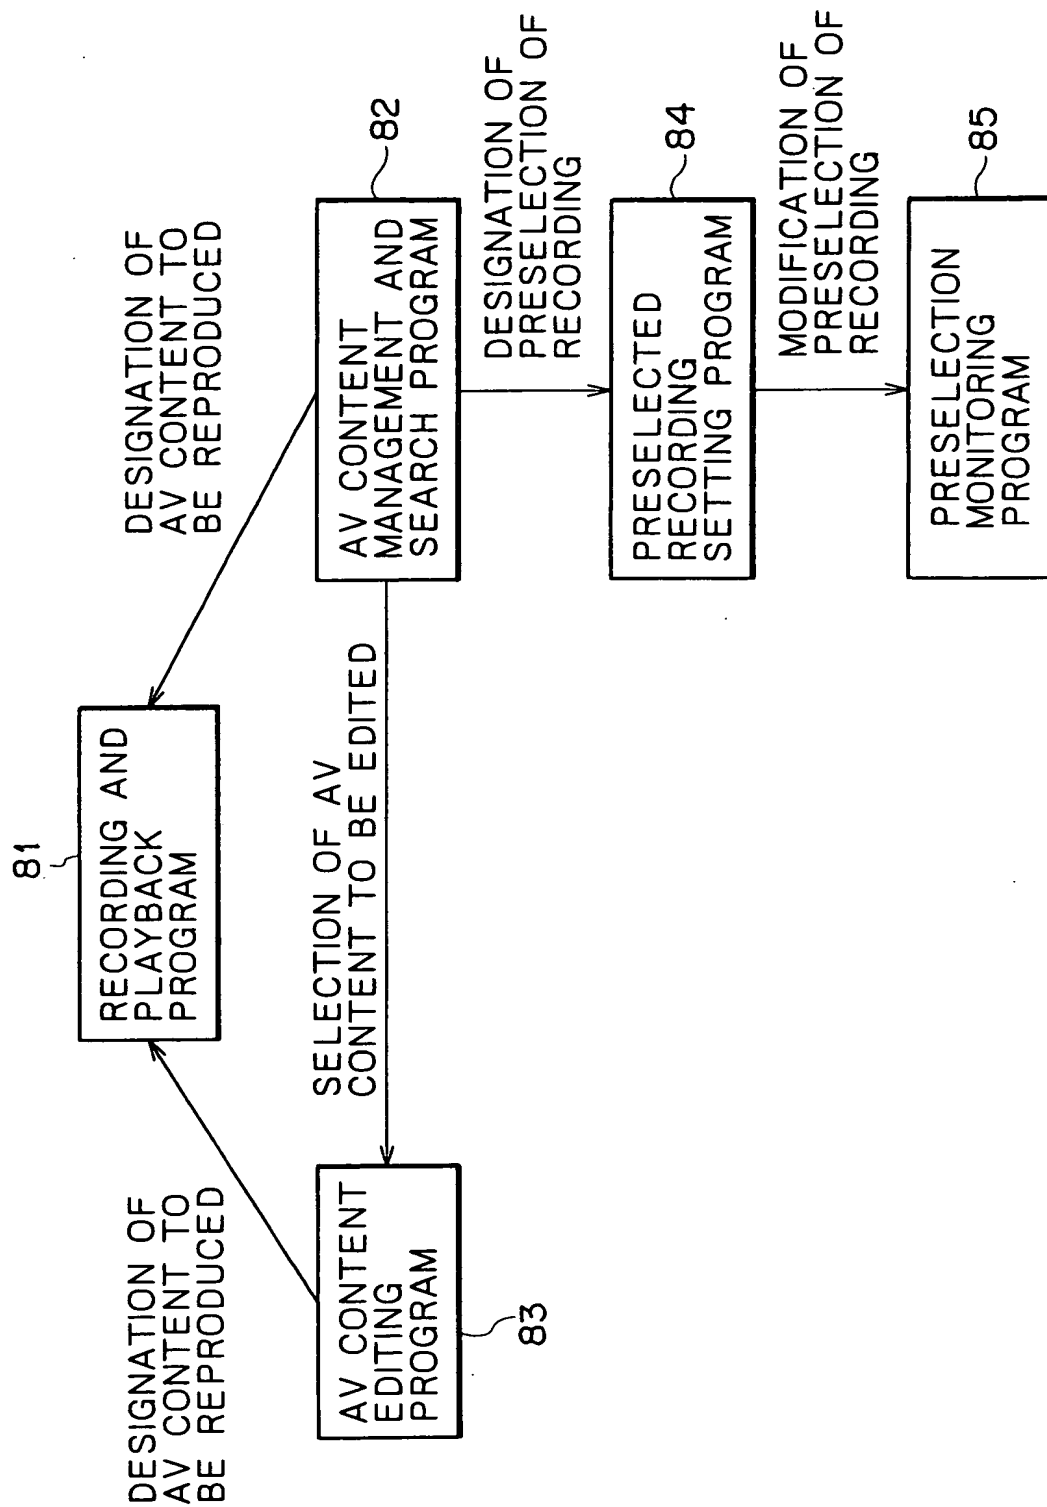 81
RECORDING AND
PLAYBACK
PROGRAM
DESIGNATION OF
AV CONTENT TO
BE REPRODUCED
DESIGNATION OF
AV CONTENT TO
BE REPRODUCED
AV CONTENT
EDITING
PROGRAM
83
SELECTION OF AV
CONTENT TO BE EDITED
82
AV CONTENT
MANAGEMENT AND
SEARCH PROGRAM
DESIGNATION OF
PRESELECTION OF
RECORDING
84
PRESELECTED
RECORDING
SETTING PROGRAM
MODIFICATION OF
PRESELECTION OF
RECORDING
85
PRESELECTION
MONITORING
PROGRAM